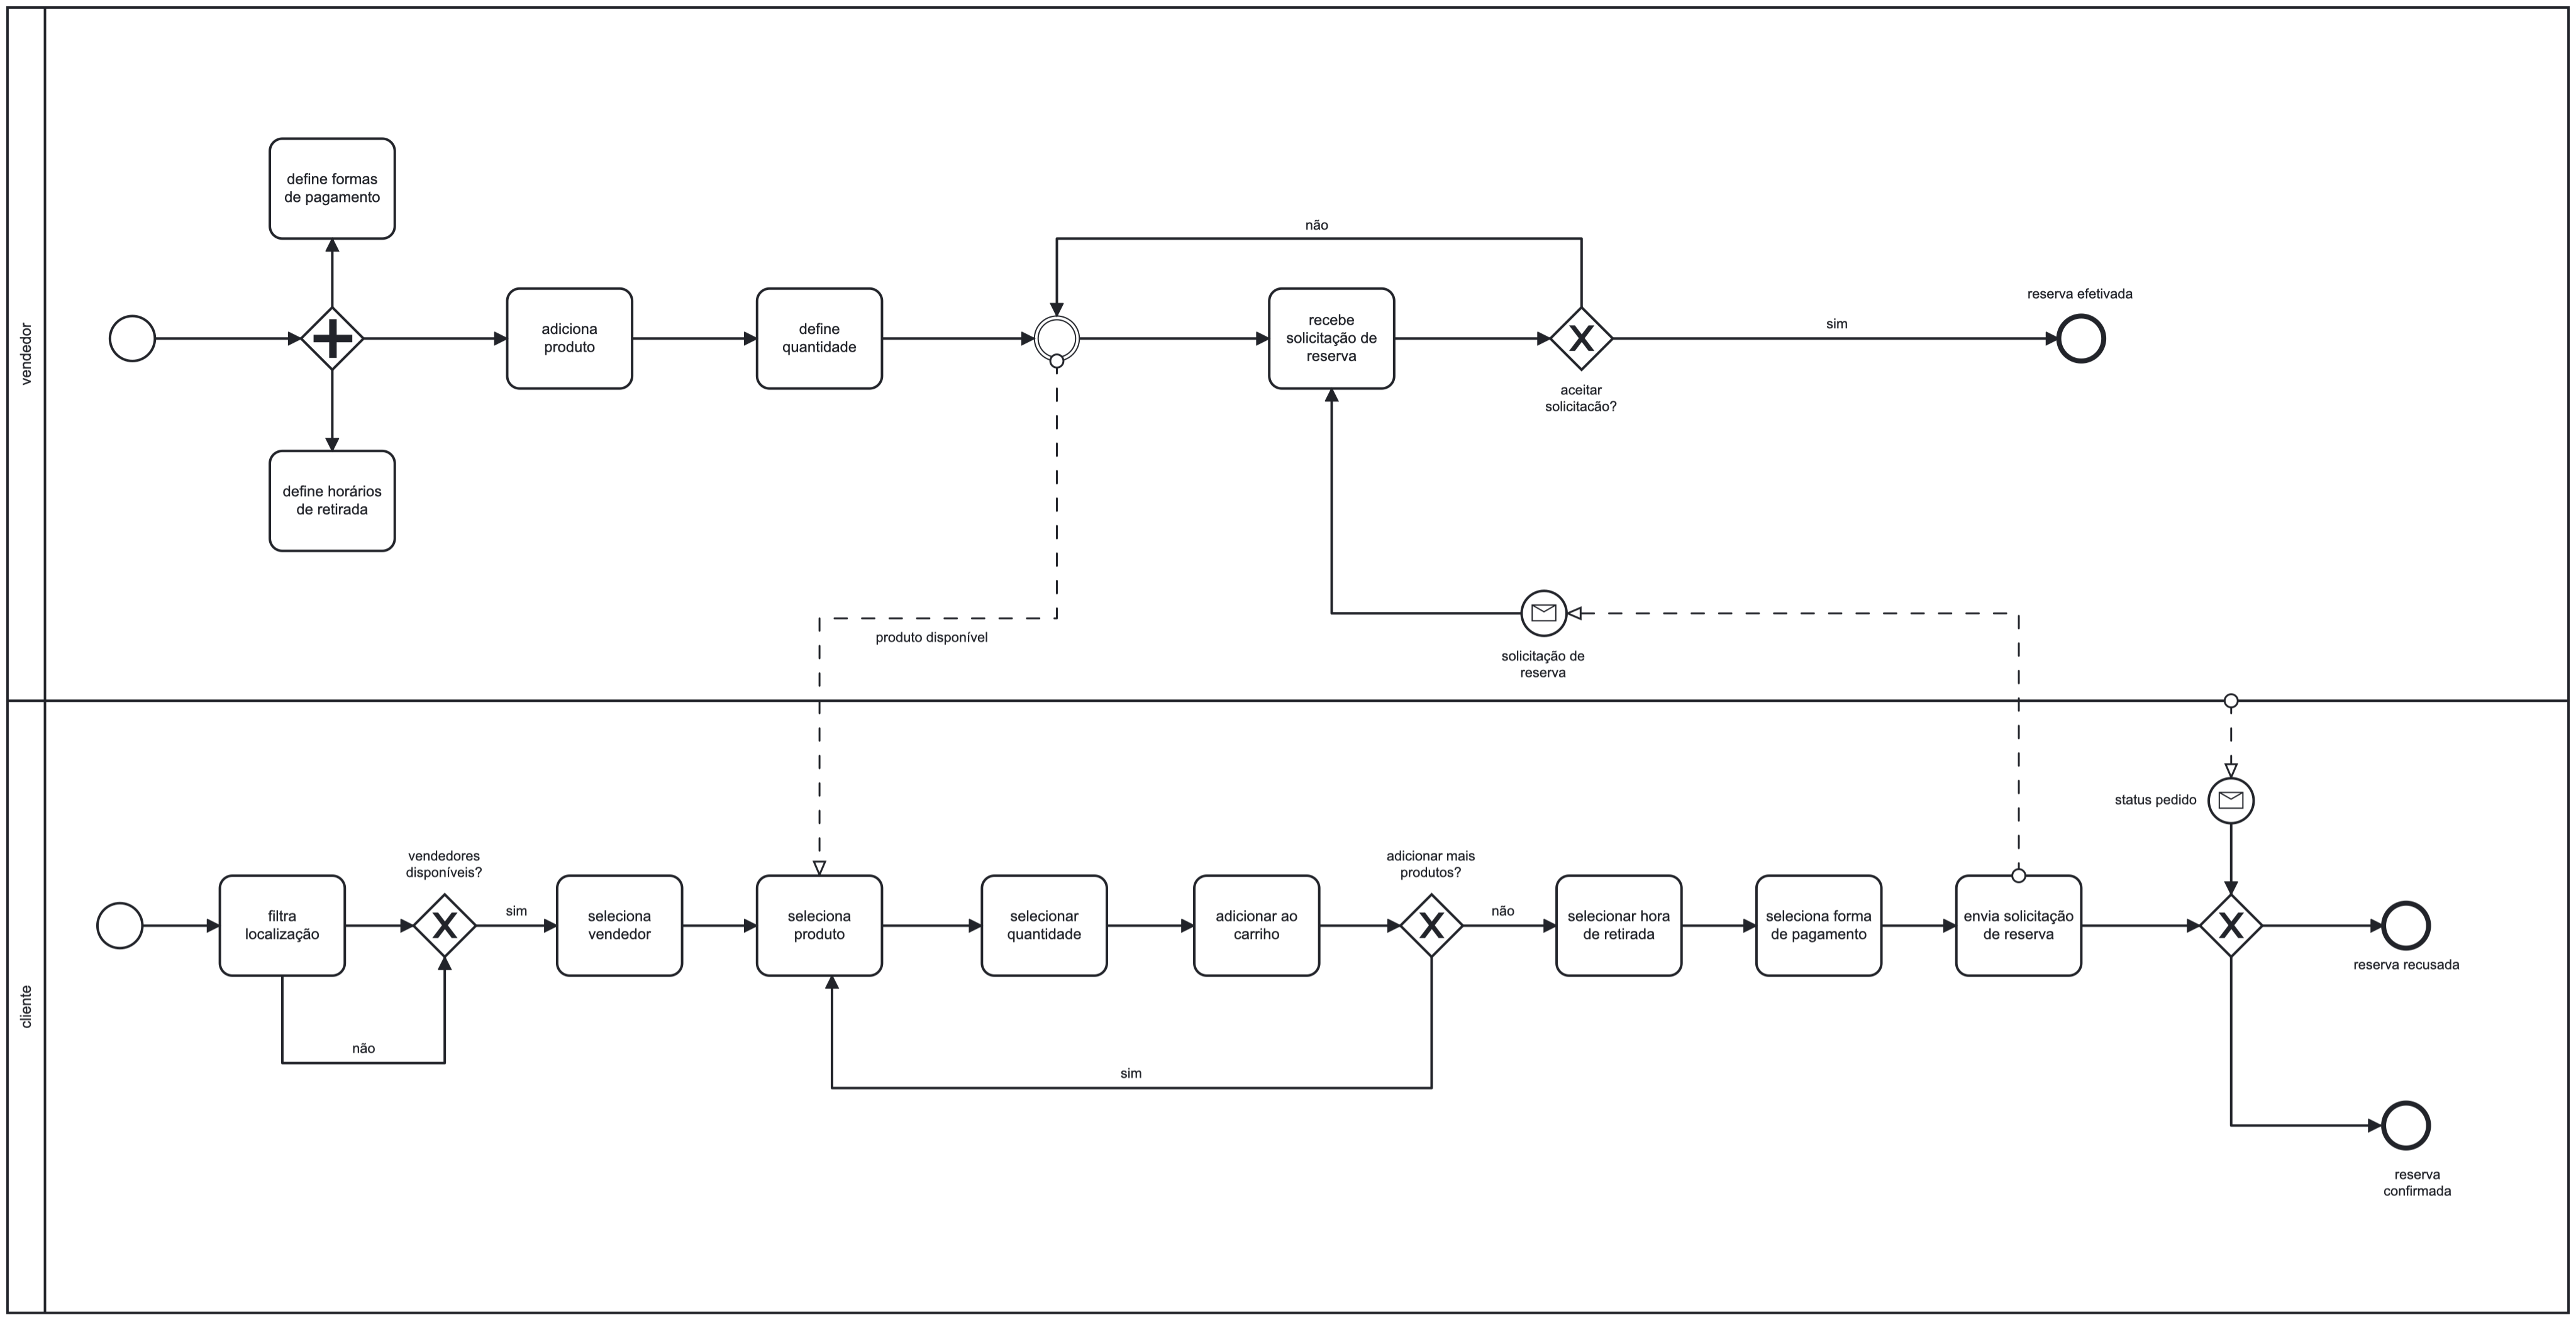 vendedor
define formas
de pagamento
não
adiciona
produto
define
quantidade
recebe
solicitação de
reserva
aceitar
solicitacão?
sim
reserva efetivada
define horários
de retirada
produto disponível
solicitação de
reserva
cliente
status pedido
filtra
localização
vendedores
disponíveis?
sim
não
seleciona
vendedor
seleciona
produto
selecionar
quantidade
adicionar ao
carriho
adicionar mais
produtos?
não
sim
selecionar hora
de retirada
seleciona forma
de pagamento
envia solicitação
de reserva
reserva recusada
reserva
confirmada